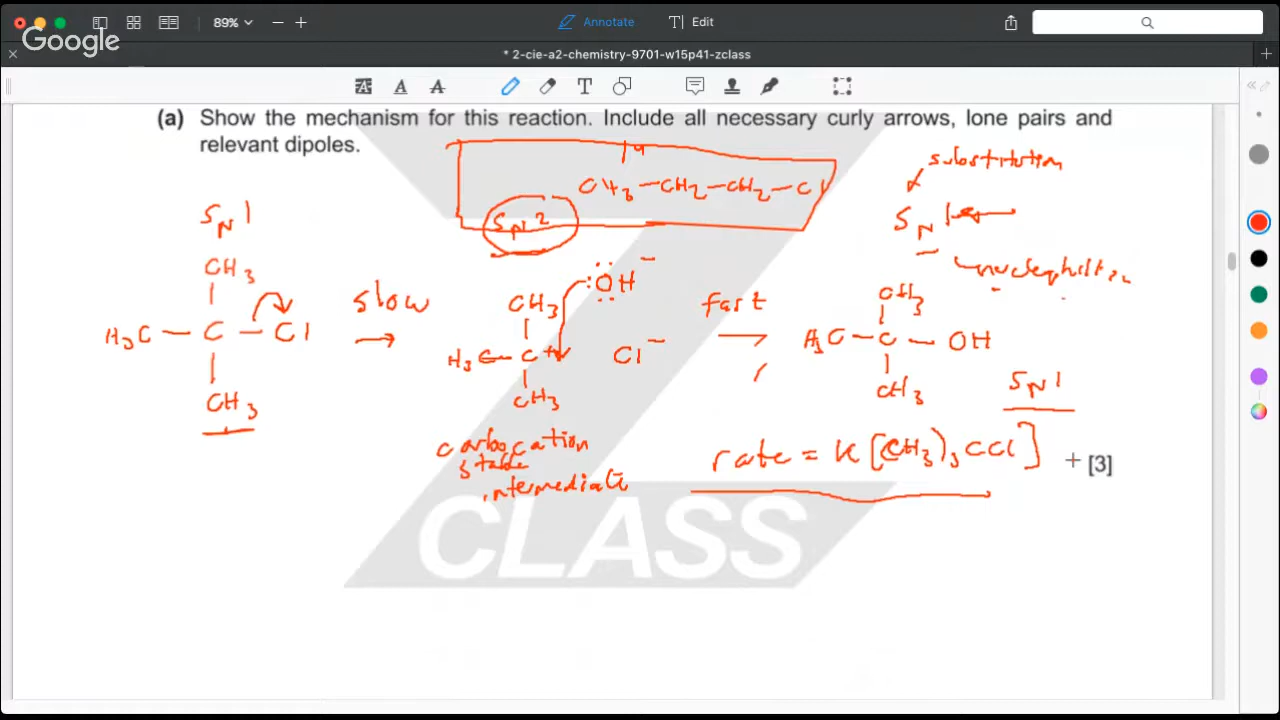 89%
Annotate
Edit
Google
* 2-cie-a2-chemistry-9701-w15p41-zclass
(a) Show the mechanism for this reaction. Include all necessary curly arrows, lone pairs and
relevant dipoles.
substitution
CH3-CH2-CH2-Cl
SN1
SN2
SN1
nucleophilic
CH3
:OH-
H3C-C-Cl
slow
CH3
fast
CH3
H3C-C+
Cl-
H3C-C-OH
CH3
CH3
CH3
SN1
carbocation
stable
intermediate
rate = K[(CH3)3CCl]
[3]
CLASS